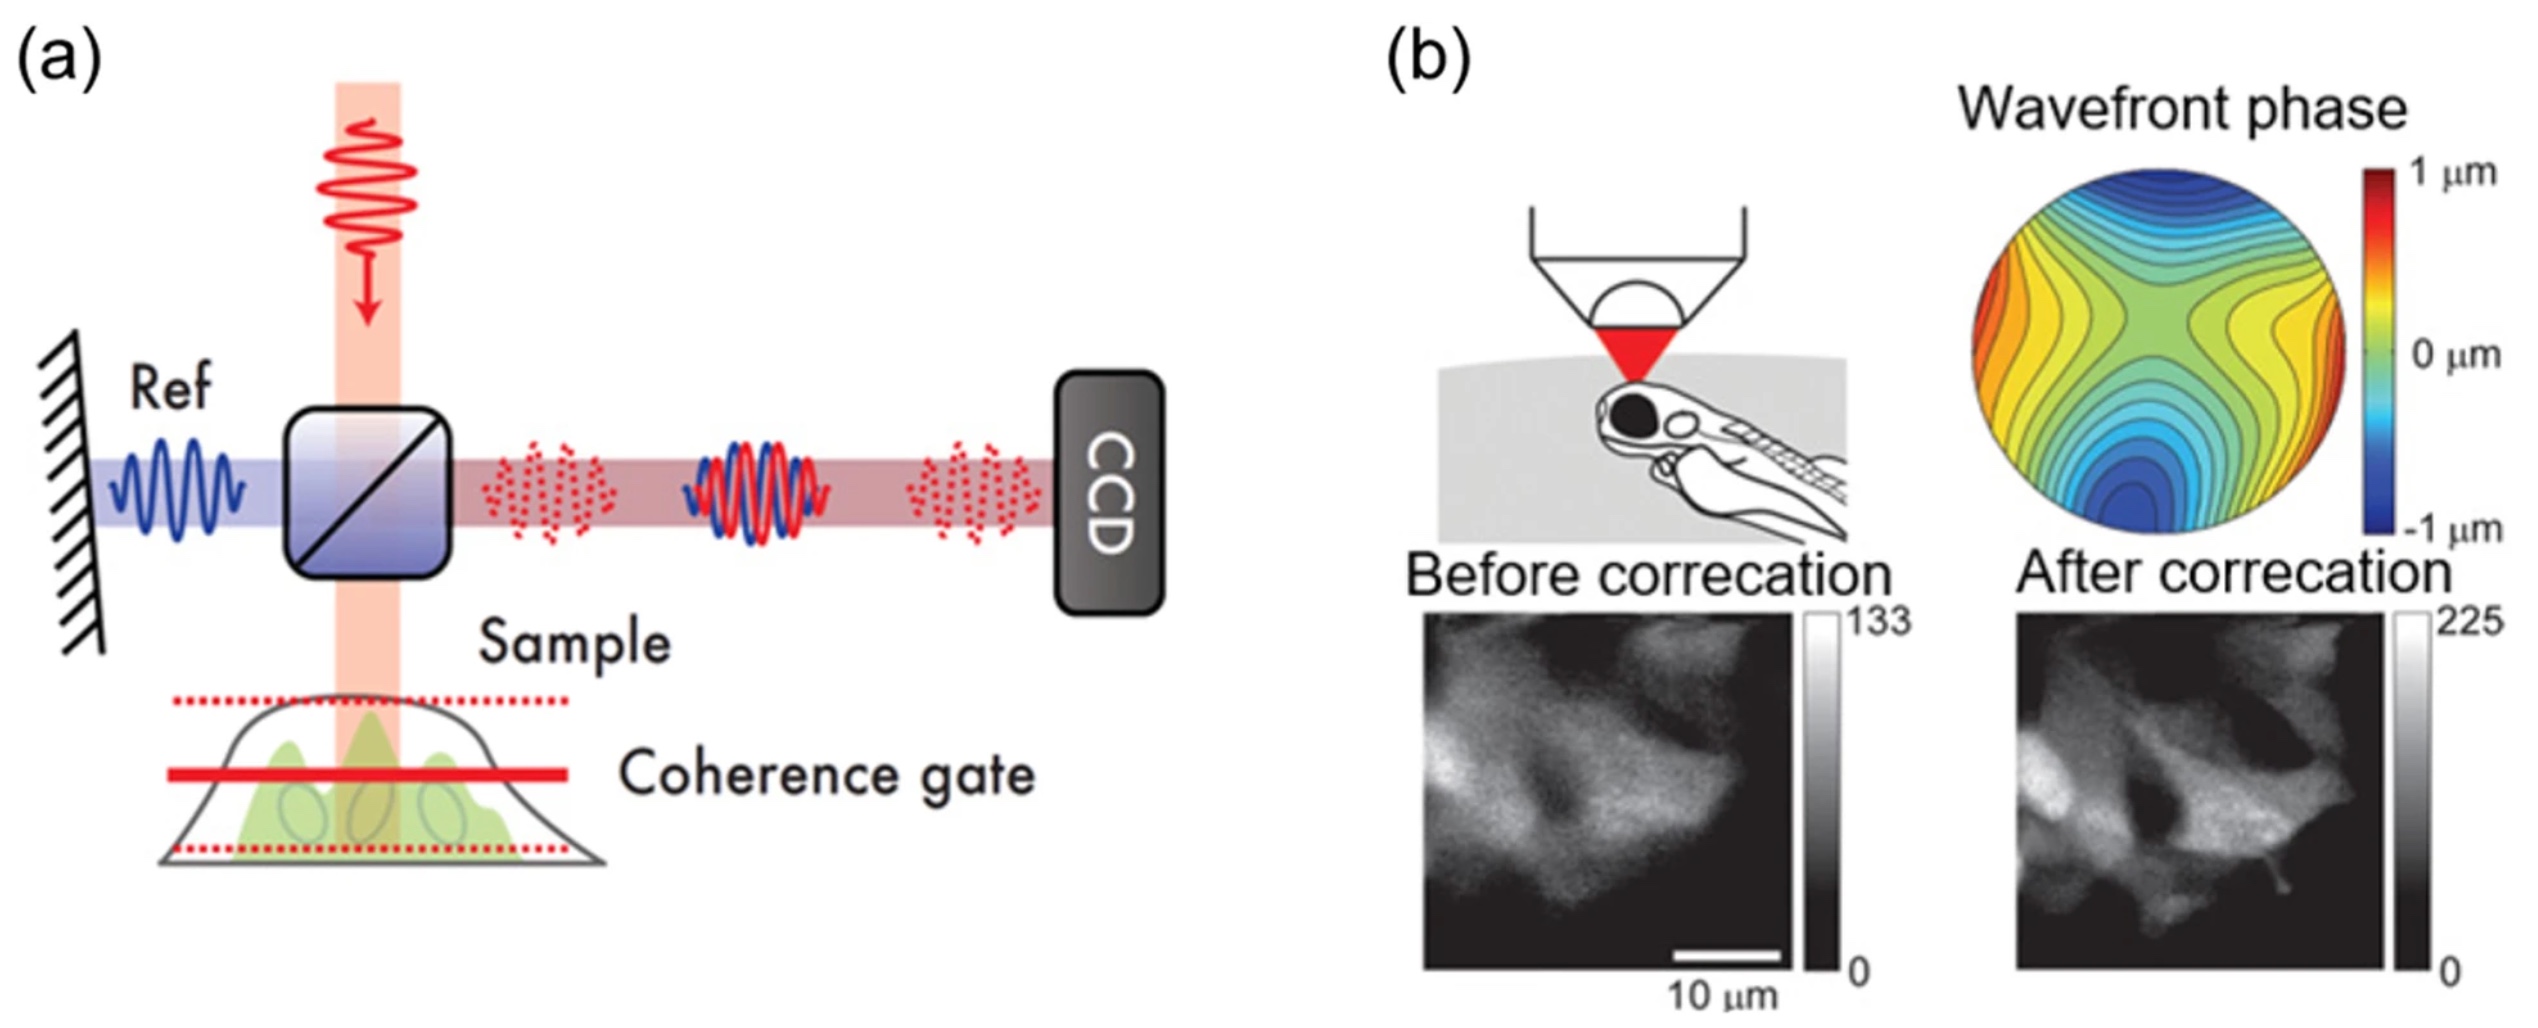 (a)
Ref
CCD
Sample
Coherence gate
(b)
Wavefront phase
1 μm
0 μm
-1 μm
Before correcation
133
0
10 μm
After correcation
225
0